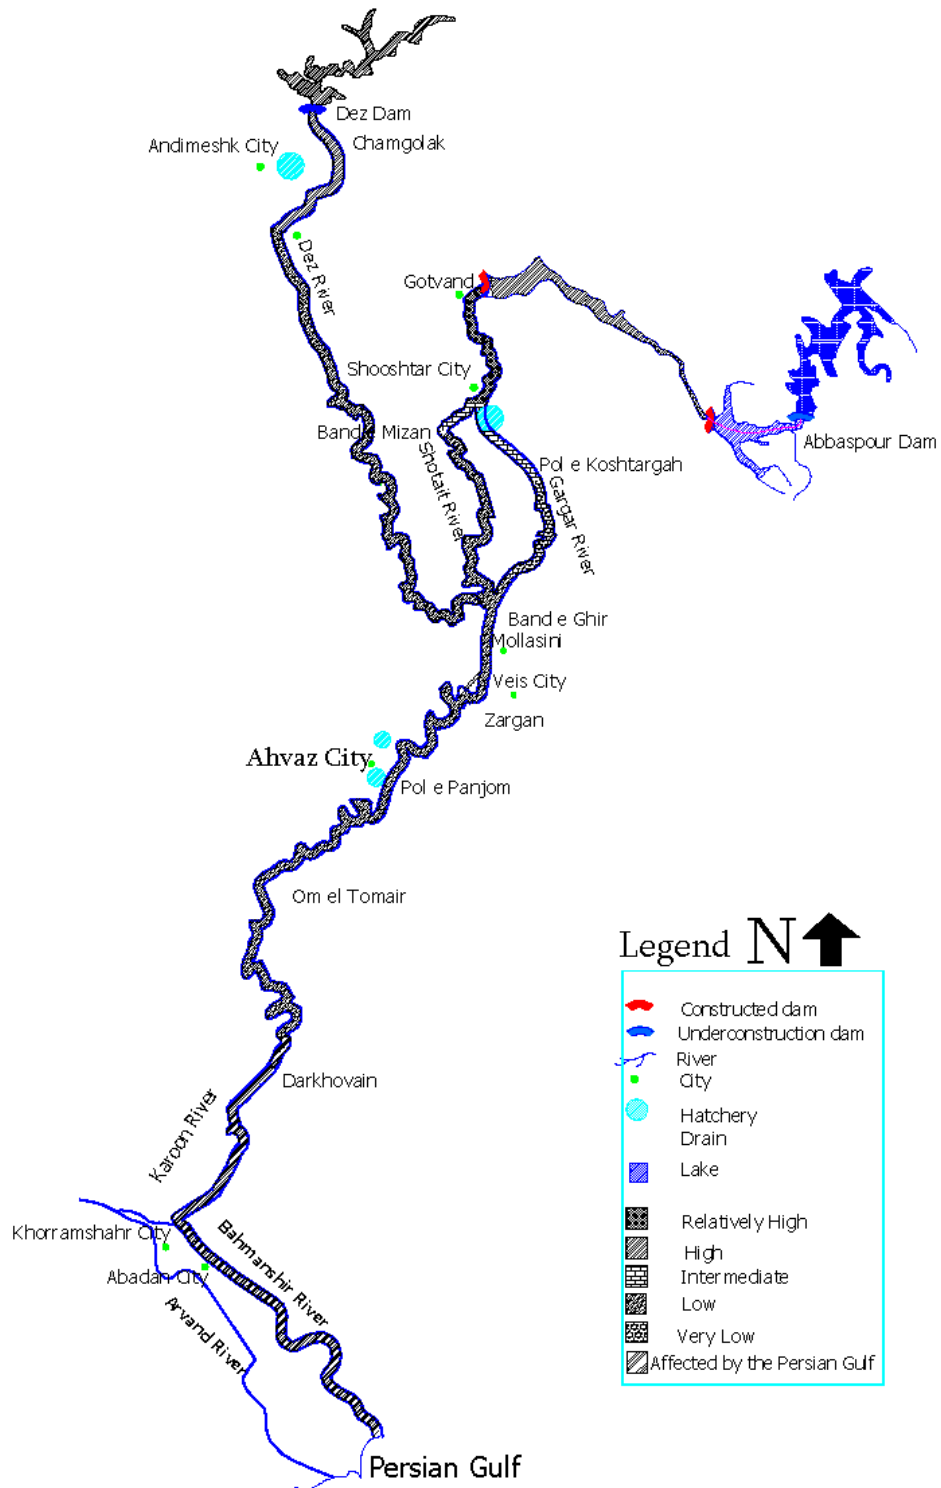 Dez Dam
Andimeshk City
Chamgolak
Dez River
Gotvand
Shooshtar City
Band e Mizan
Abbaspour Dam
Pol e Koshtargah
Shotait River
Gargar River
Band e Ghir
Mollasini
Veis City
Zargan
Ahvaz City
Pol e Panjom
Om el Tomair
Legend N
Constructed dam
Underconstruction dam
River
City
Hatchery
Drain
Lake
Relatively High
High
Intermediate
Low
Very Low
Affected by the Persian Gulf
Darkhovain
Karoon River
Khorramshahr City
Bahmanshir River
Abadan City
Arvand River
Persian Gulf